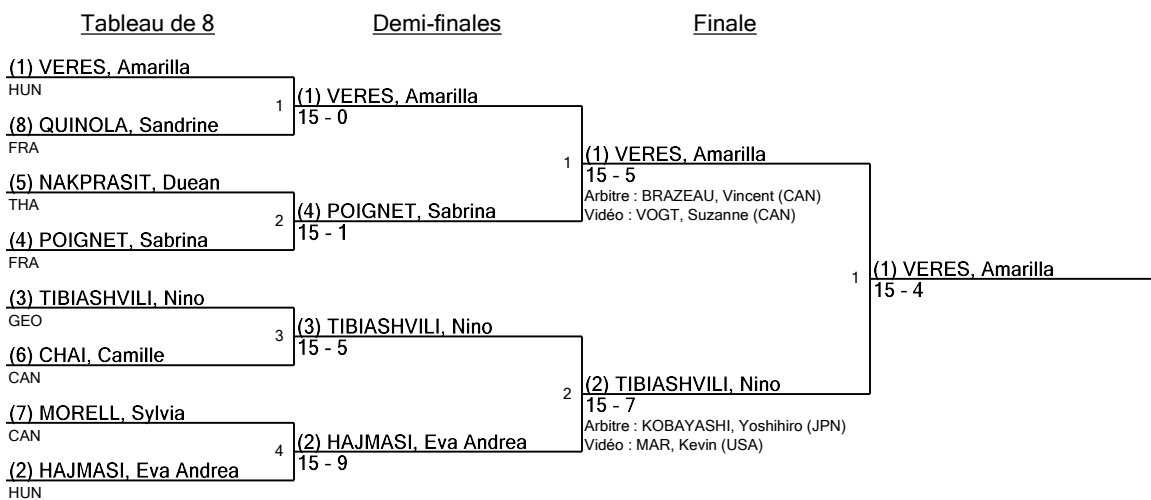 Tableau de 8
Demi-finales
Finale
(1) VERES, Amarilla
HUN
1
(8) QUINOLA, Sandrine
FRA
(1) VERES, Amarilla
15 - 0
(5) NAKPRASIT, Duean
THA
2
(4) POIGNET, Sabrina
FRA
(4) POIGNET, Sabrina
15 - 1
1
(1) VERES, Amarilla
15 - 5
Arbitre : BRAZEAU, Vincent (CAN)
Vidéo : VOGT, Suzanne (CAN)
(3) TIBIASHVILI, Nino
GEO
3
(6) CHAI, Camille
CAN
(3) TIBIASHVILI, Nino
15 - 5
(7) MORELL, Sylvia
CAN
4
(2) HAJMASI, Eva Andrea
HUN
(2) HAJMASI, Eva Andrea
15 - 9
2
(2) TIBIASHVILI, Nino
15 - 7
Arbitre : KOBAYASHI, Yoshihiro (JPN)
Vidéo : MAR, Kevin (USA)
1
(1) VERES, Amarilla
15 - 4